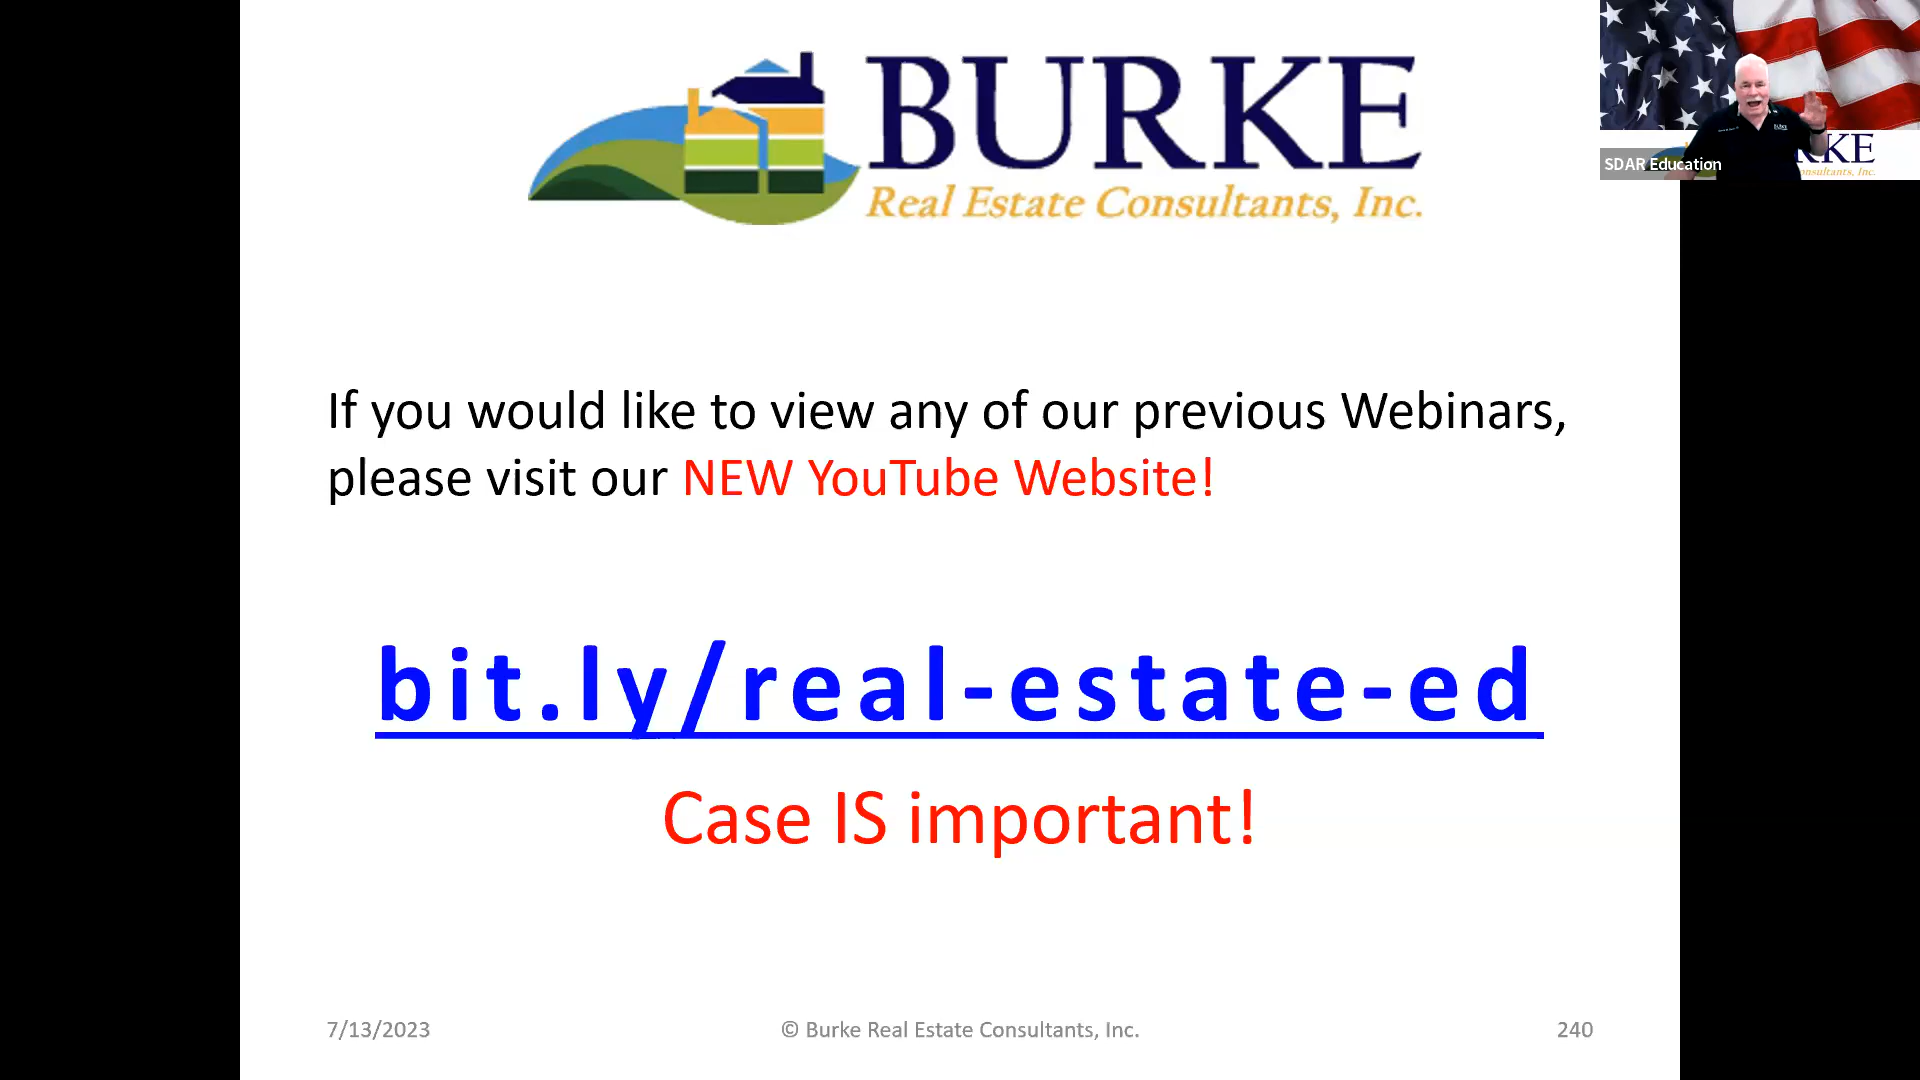 BURKE
Real Estate Consultants, Inc.
SDAR Education
If you would like to view any of our previous Webinars,
please visit our NEW YouTube Website!
bit.ly/real-estate-ed
Case IS important!
7/13/2023
© Burke Real Estate Consultants, Inc.
240